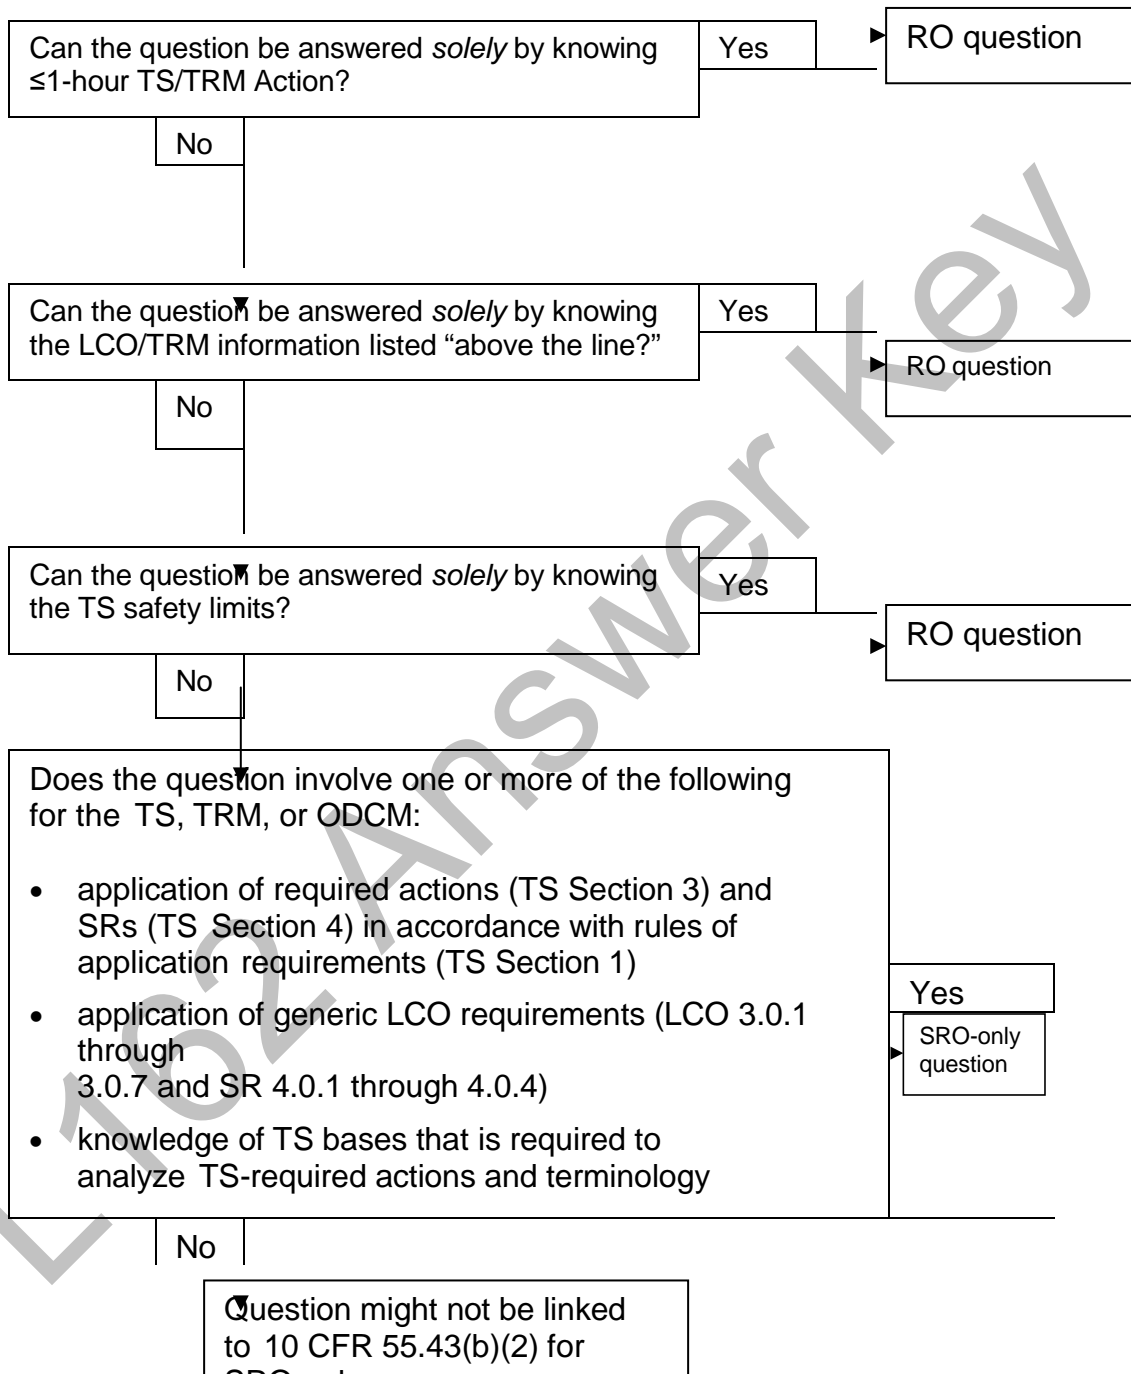 Can the question be answered solely by knowing
≤1-hour TS/TRM Action?
Yes
RO question
No
Can the question be answered solely by knowing
the LCO/TRM information listed “above the line?”
Yes
RO question
No
Can the question be answered solely by knowing
the TS safety limits?
Yes
RO question
No
Does the question involve one or more of the following
for the TS, TRM, or ODCM:
• application of required actions (TS Section 3) and
SRs (TS Section 4) in accordance with rules of
application requirements (TS Section 1)
• application of generic LCO requirements (LCO 3.0.1
through
3.0.7 and SR 4.0.1 through 4.0.4)
• knowledge of TS bases that is required to
analyze TS-required actions and terminology
Yes
SRO-only
question
No
Question might not be linked
to 10 CFR 55.43(b)(2) for
L162 Answer Key